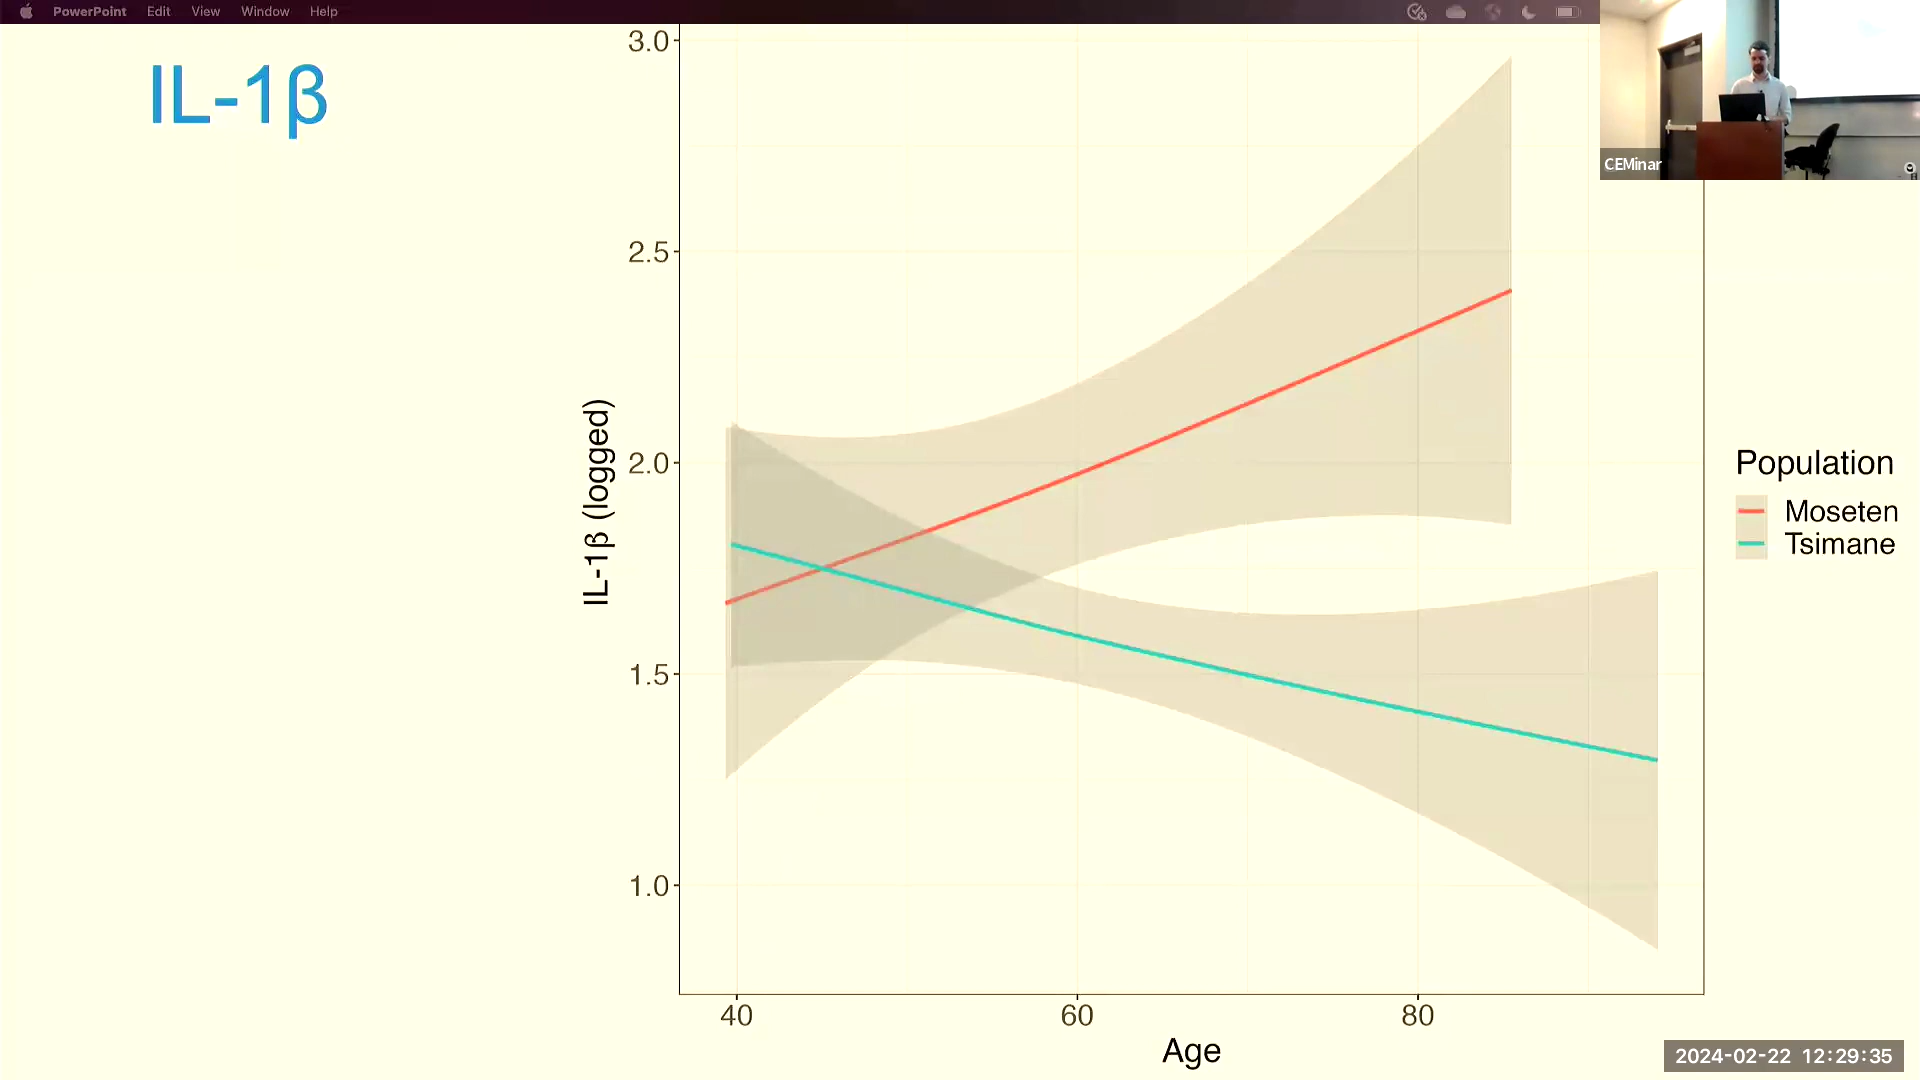 PowerPoint Edit View Window Help
IL-1β
3.0
2.5
2.0
1.5
1.0
IL-1β (logged)
40 60 80
Age
Population
Moseten
Tsimane
CEMinar
2024-02-22 12:29:35